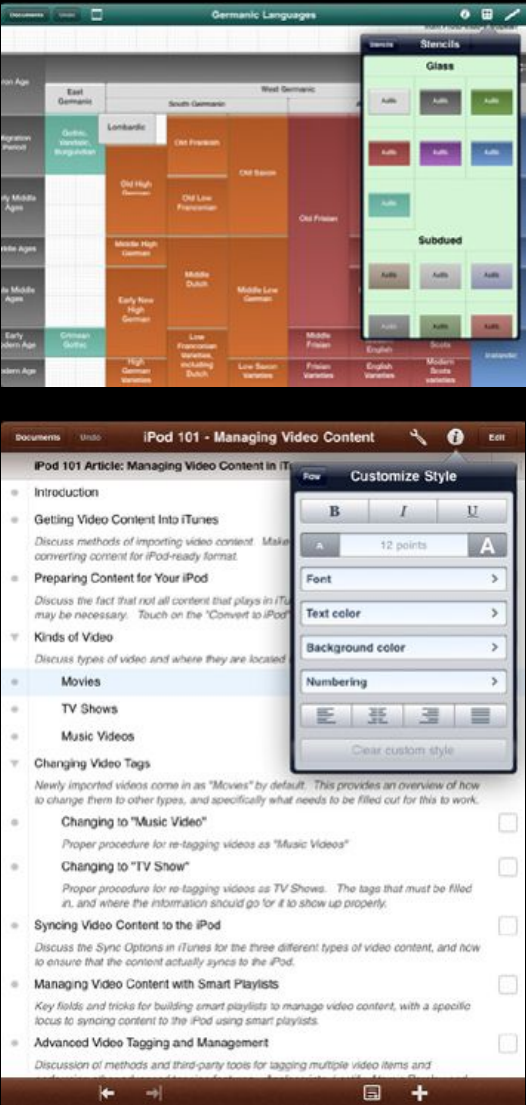 Documents Undo Germanic Languages
Stencils Stencils
Glass
East Germanic
West Germanic
South Germanic
Migration Period
Gothic, Vandalic, Burgundian
Lombardic
Old Frankish
Old High German
Old Low Franconian
Old Saxon
Old Frisian
Subdued
Middle Ages
Middle High German
Early New High German
Middle Dutch
Middle Low German
Early Modern Age
Crimean Gothic
Low Franconian Varieties, including Dutch
Middle Frisian
English
Scots
Icelandic
High German Varieties
Low Saxon Varieties
Frisian Varieties
English Varieties
Modern Scots varieties
Documents Undo iPod 101 - Managing Video Content Edit
iPod 101 Article: Managing Video Content in
Row Customize Style
Introduction
B I U
Getting Video Content Into iTunes
A 12 points A
Discuss methods of importing video content. Make
converting content for iPod-ready format.
Preparing Content for Your iPod
Font
Discuss the fact that not all content that plays in
may be necessary. Touch on the "Convert to iPod"
Text color
Kinds of Video
Background color
Discuss types of video and where they are located
Movies
Numbering
TV Shows
Music Videos
Clear custom style
Changing Video Tags
Newly imported videos come in as "Movies" by default. This provides an overview of how
to change them to other types, and specifically what needs to be filled out for this to work.
Changing to "Music Video"
Proper procedure for re-tagging videos as "Music Videos"
Changing to "TV Show"
Proper procedure for re-tagging videos as TV Shows. The tags that must be filled
in, and where the information should go for it to show up properly.
Syncing Video Content to the iPod
Discuss the Sync Options in iTunes for the three different types of video content, and how
to ensure that the content actually syncs to the iPod.
Managing Video Content with Smart Playlists
Key fields and tricks for building smart playlists to manage video content, with a specific
focus to syncing content to the iPod using smart playlists.
Advanced Video Tagging and Management
Discussion of methods and third-party tools for tagging multiple video items and